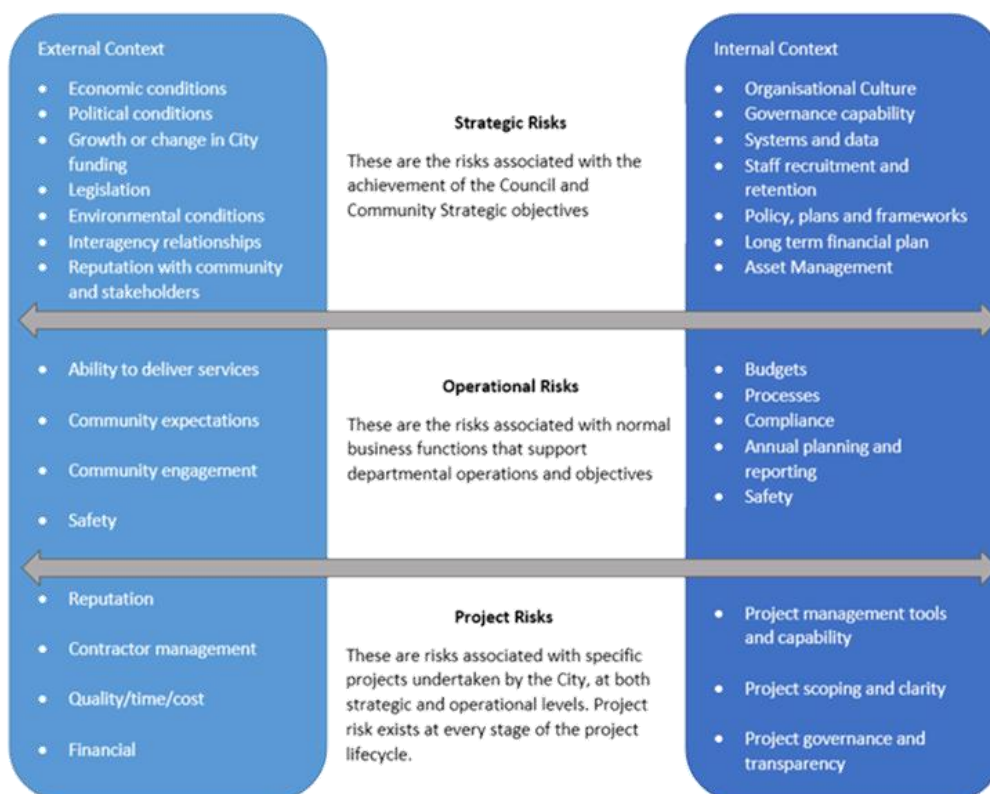 External Context
• Economic conditions
• Political conditions
• Growth or change in City
funding
• Legislation
• Environmental conditions
• Interagency relationships
• Reputation with community
and stakeholders
Strategic Risks
These are the risks associated with the
achievement of the Council and
Community Strategic objectives
Internal Context
• Organisational Culture
• Governance capability
• Systems and data
• Staff recruitment and
retention
• Policy, plans and frameworks
• Long term financial plan
• Asset Management
• Ability to deliver services
• Community expectations
• Community engagement
• Safety
Operational Risks
These are the risks associated with normal
business functions that support
departmental operations and objectives
• Budgets
• Processes
• Compliance
• Annual planning and
reporting
• Safety
• Reputation
• Contractor management
• Quality/time/cost
• Financial
Project Risks
These are risks associated with specific
projects undertaken by the City, at both
strategic and operational levels. Project
risk exists at every stage of the project
lifecycle.
• Project management tools
and capability
• Project scoping and clarity
• Project governance and
transparency